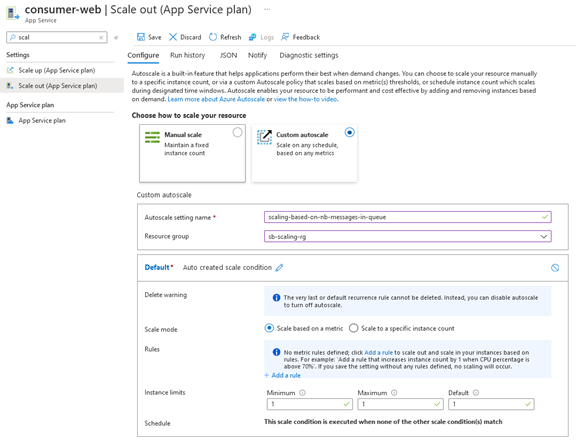 consumer-web | Scale out (App Service plan) ...
App Service
scal
Save Discard Refresh Logs Feedback
Settings
Scale up (App Service plan)
Scale out (App Service plan)
App Service plan
App Service plan
Configure Run history JSON Notify Diagnostic settings
Autoscale is a built-in feature that helps applications perform their best when demand changes. You can choose to scale your resource manually
to a specific instance count, or via a custom Autoscale policy that scales based on metric(s) thresholds, or schedule instance count which scales
during designated time windows. Autoscale enables your resource to be performant and cost effective by adding and removing instances based
on demand. Learn more about Azure Autoscale or view the how-to video.
Choose how to scale your resource
Manual scale
Maintain a fixed
instance count
Custom autoscale
Scale on any schedule,
based on any metrics
Custom autoscale
Autoscale setting name *
scaling-based-on-nb-messages-in-queue
Resource group
sb-scaling-rg
Default* Auto created scale condition
Delete warning
The very last or default recurrence rule cannot be deleted. Instead, you can disable autoscale
to turn off autoscale.
Scale mode
Scale based on a metric Scale to a specific instance count
Rules
No metric rules defined; click Add a rule to scale out and scale in your instances based on
rules. For example: 'Add a rule that increases instance count by 1 when CPU percentage is
above 70%'. If you save the setting without any rules defined, no scaling will occur.
+ Add a rule
Instance limits
Minimum Maximum Default
1 1 1
Schedule
This scale condition is executed when none of the other scale condition(s) match